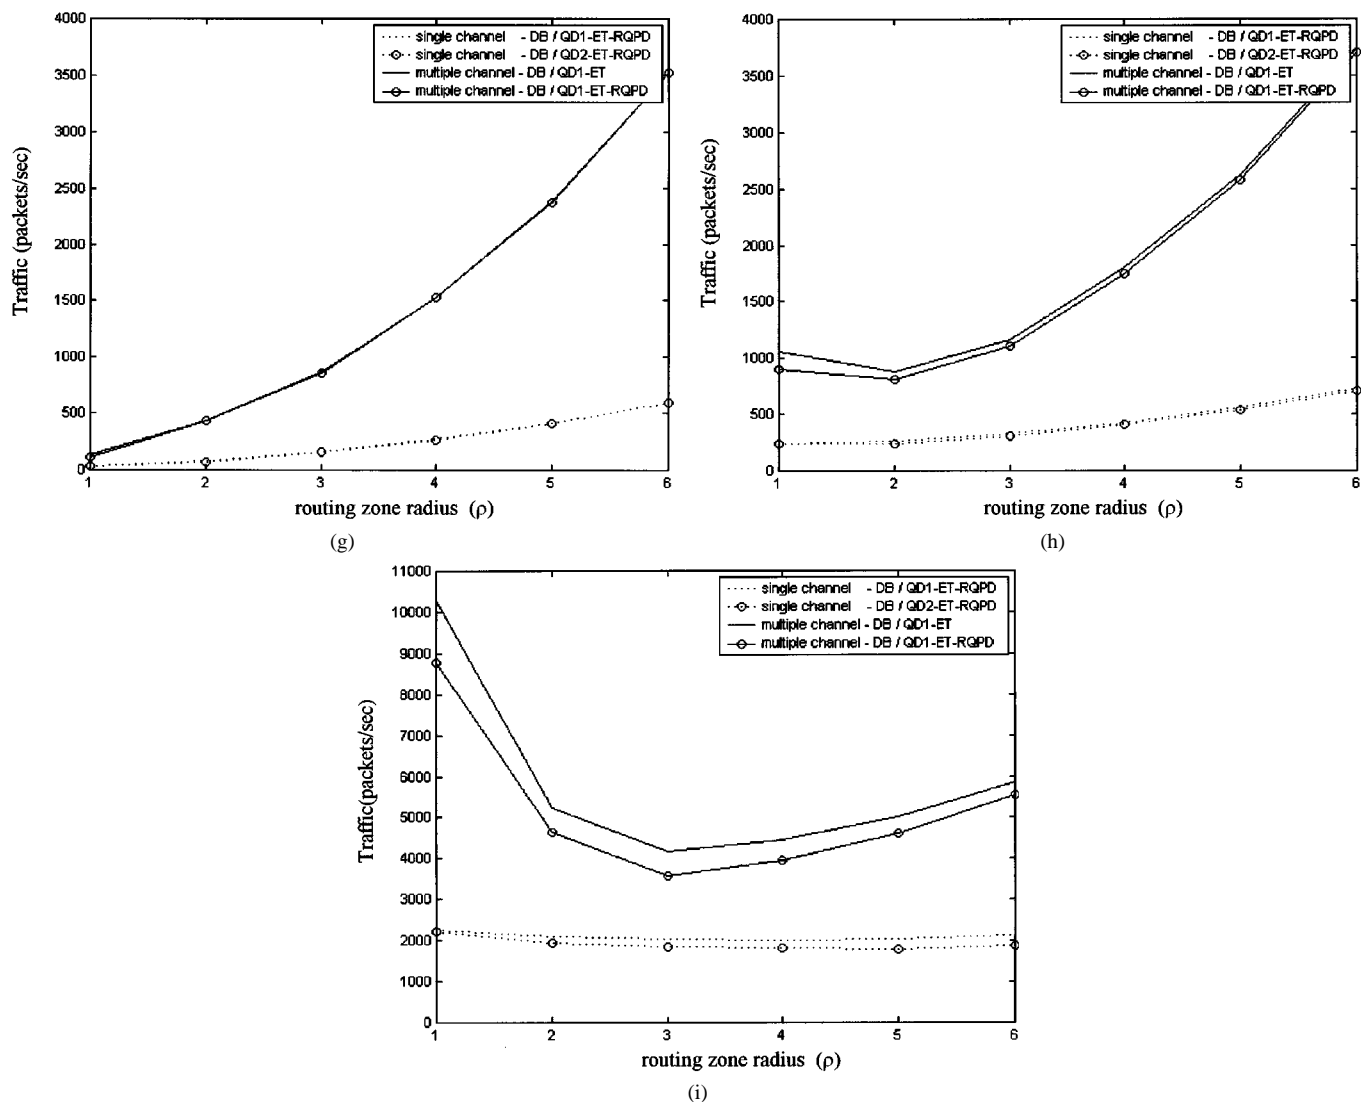 4000
3500
3000
2500
2000
1500
1000
500
0
Traffic (packets/sec)
single channel - DB / QD1-ET-RQPD
single channel - DB / QD2-ET-RQPD
multiple channel - DB / QD1-ET
multiple channel - DB / QD1-ET-RQPD
1 2 3 4 5 6
routing zone radius (ρ)
(g)
4000
3500
3000
2500
2000
1500
1000
500
0
Traffic (packets/sec)
single channel - DB / QD1-ET-RQPD
single channel - DB / QD2-ET-RQPD
multiple channel - DB / QD1-ET
multiple channel - DB / QD1-ET-RQPD
1 2 3 4 5 6
routing zone radius (ρ)
(h)
11000
10000
9000
8000
7000
6000
5000
4000
3000
2000
1000
0
Traffic(packets/sec)
single channel - DB / QD1-ET-RQPD
single channel - DB / QD2-ET-RQPD
multiple channel - DB / QD1-ET
multiple channel - DB / QD1-ET-RQPD
1 2 3 4 5 6
routing zone radius (ρ)
(i)